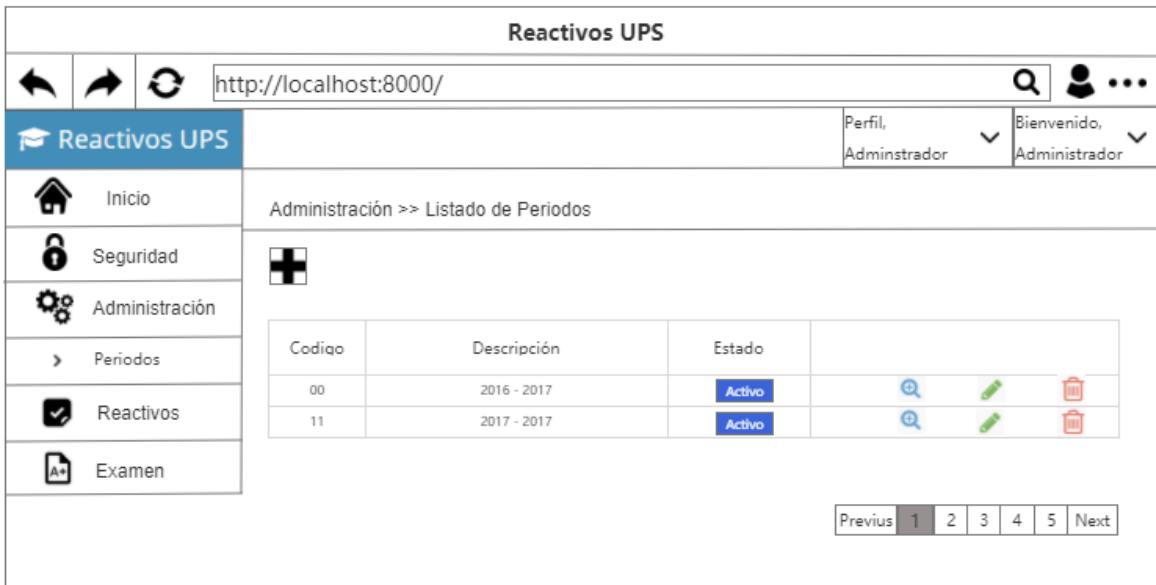 Reactivos UPS
http://localhost:8000/
Reactivos UPS
Perfil,
Adminstrador
Bienvenido,
Administrador
Inicio
Seguridad
Administración
Periodos
Reactivos
A+
Examen
Administración >> Listado de Periodos
Codigo Descripción Estado
00 2016 - 2017 Activo
11 2017 - 2017 Activo
Previus 1 2 3 4 5 Next